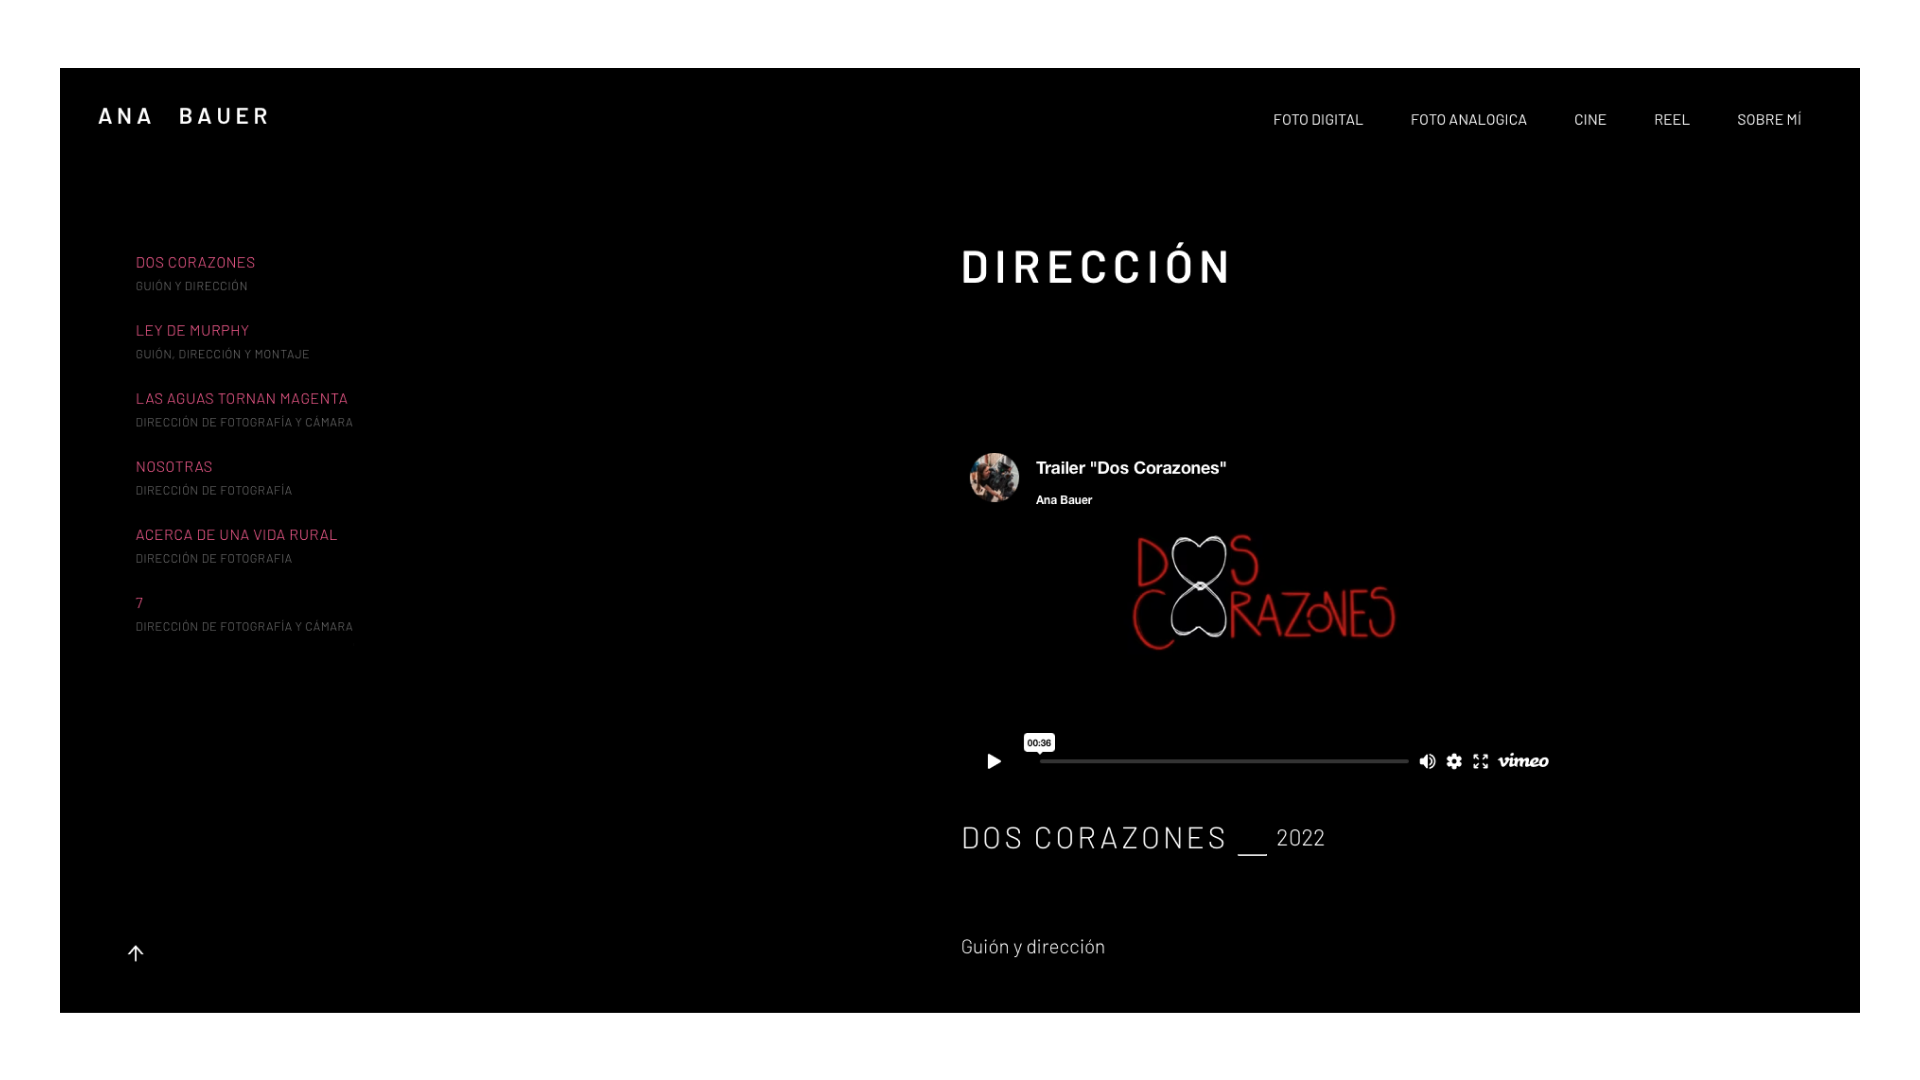 ANA BAUER
FOTO DIGITAL
FOTO ANALOGICA
CINE
REEL
SOBRE MÍ
DOS CORAZONES
GUIÓN Y DIRECCIÓN
LEY DE MURPHY
GUIÓN, DIRECCIÓN Y MONTAJE
LAS AGUAS TORNAN MAGENTA
DIRECCIÓN DE FOTOGRAFÍA Y CÁMARA
NOSOTRAS
DIRECCIÓN DE FOTOGRAFÍA
ACERCA DE UNA VIDA RURAL
DIRECCIÓN DE FOTOGRAFIA
7
DIRECCIÓN DE FOTOGRAFÍA Y CÁMARA
DIRECCIÓN
Trailer "Dos Corazones"
Ana Bauer
DOS
CORAZONES
00:36
vimeo
DOS CORAZONES __ 2022
Guión y dirección